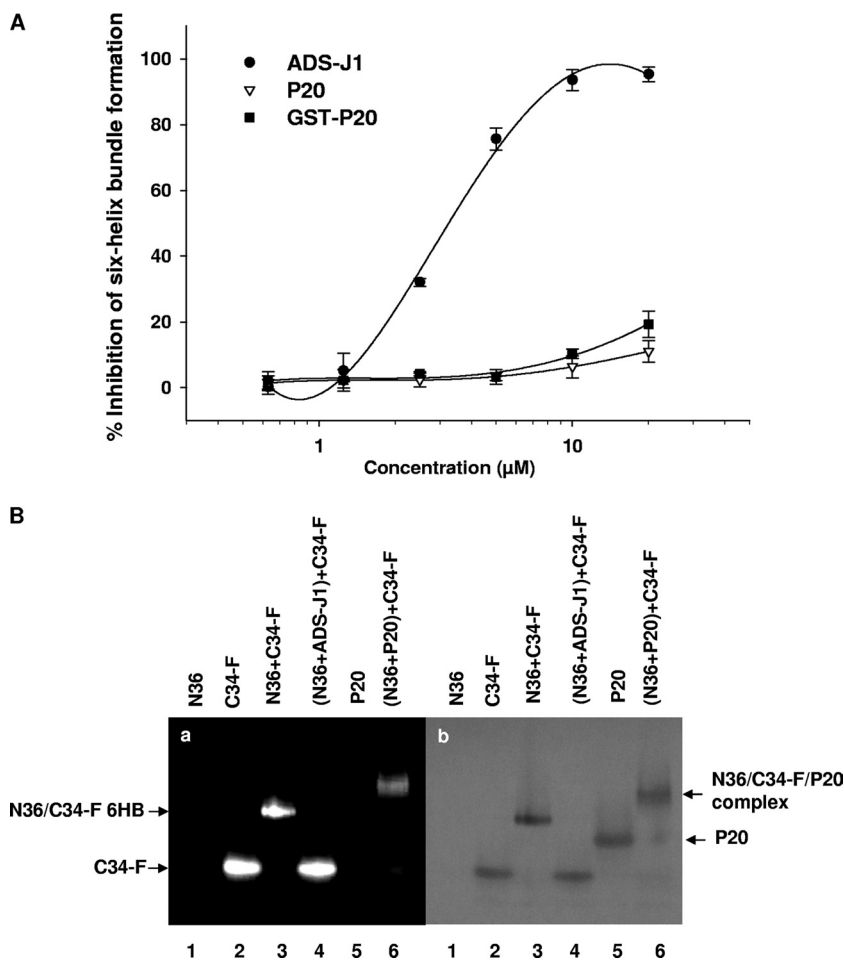 A
100
80
60
40
20
0
% Inhibition of six-helix bundle formation
ADS-J1
P20
GST-P20
1
10
Concentration (µM)
B
N36
C34-F
N36+C34-F
(N36+ADS-J1)+C34-F
P20
(N36+P20)+C34-F
N36
C34-F
N36+C34-F
(N36+ADS-J1)+C34-F
P20
(N36+P20)+C34-F
a
b
N36/C34-F 6HB
C34-F
N36/C34-F/P20
complex
P20
1 2 3 4 5 6
1 2 3 4 5 6